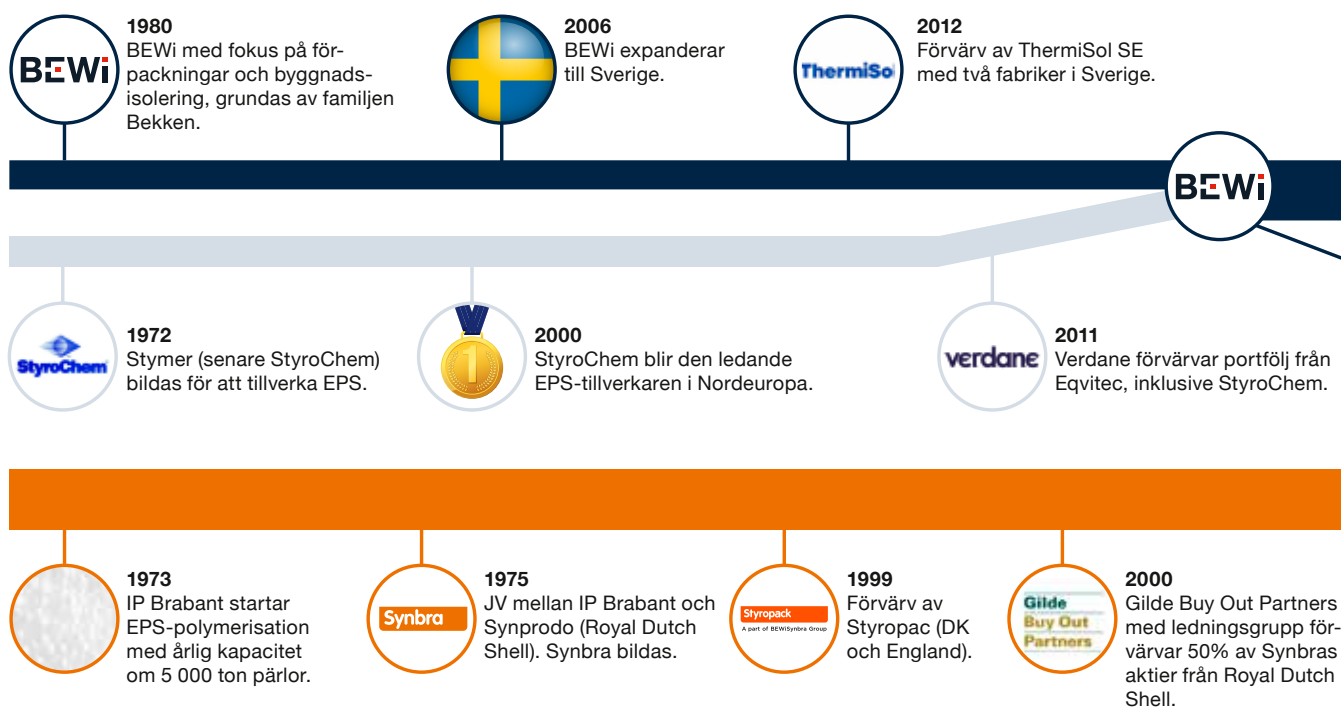 BEWi
1980
BEWi med fokus på för-
packningar och byggnads-
isolering, grundas av familjen
Bekken.
2006
BEWi expanderar
till Sverige.
ThermiSol
2012
Förvärv av ThermiSol SE
med två fabriker i Sverige.
BEWi
StyroChem
1972
Stymer (senare StyroChem)
bildas för att tillverka EPS.
1
2000
StyroChem blir den ledande
EPS-tillverkaren i Nordeuropa.
verdane
2011
Verdane förvärvar portfölj från
Eqvitec, inklusive StyroChem.
1973
IP Brabant startar
EPS-polymerisation
med årlig kapacitet
om 5 000 ton pärlor.
Synbra
1975
JV mellan IP Brabant och
Synprodo (Royal Dutch
Shell). Synbra bildas.
Styropack
A part of BEWiSynbra Group
1999
Förvärv av
Styropac (DK
och England).
Gilde
Buy Out
Partners
2000
Gilde Buy Out Partners
med ledningsgrupp för-
värvar 50% av Synbras
aktier från Royal Dutch
Shell.